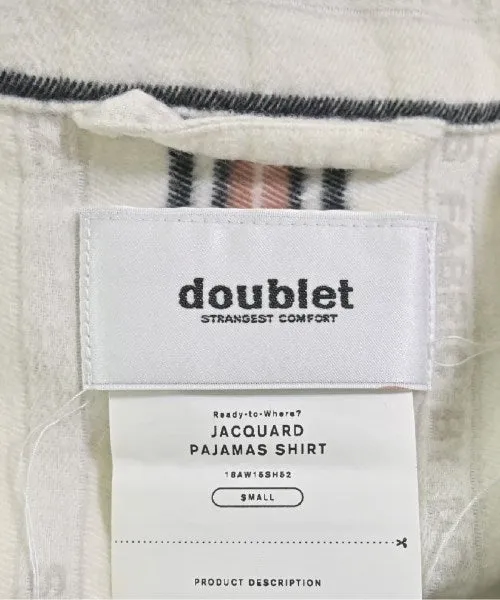 doublet
STRANGEST COMFORT
Ready-to-Where?
JACQUARD
PAJAMAS SHIRT
18AW15SH52
SMALL
PRODUCT DESCRIPTION